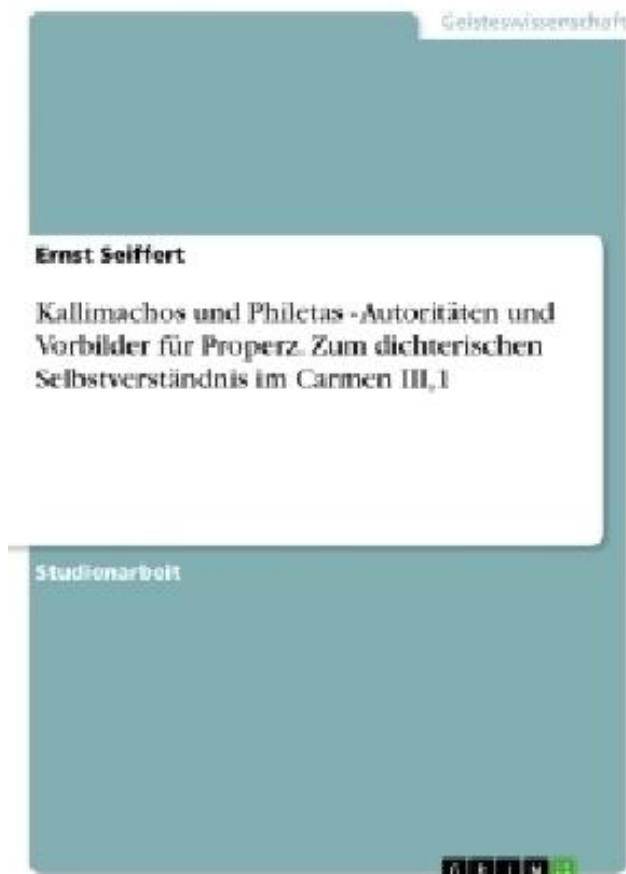 Geisteswissenschaft
Ernst Seiffert
Kallimachos und Philetas - Autoritäten und
Vorbilder für Properz. Zum dichterischen
Selbstverständnis im Carmen III,1
Studienarbeit
GRIN